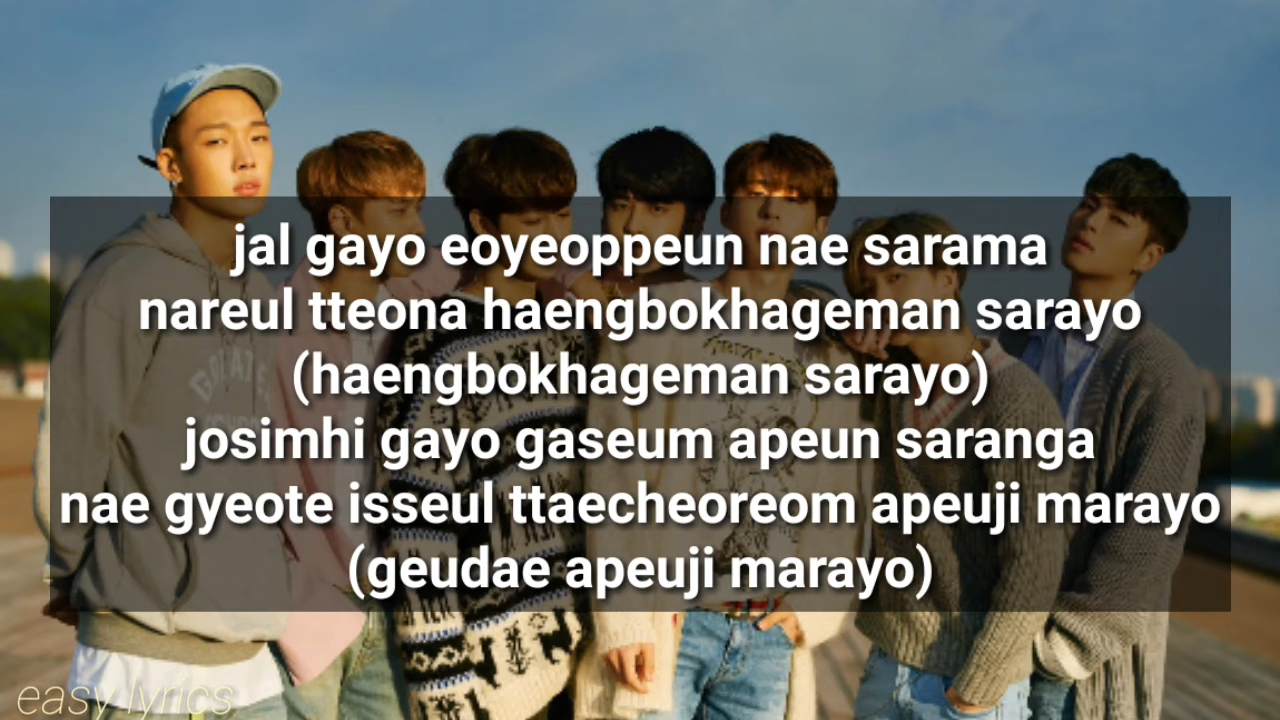 jal gayo eoyeoppeun nae sarama
nareul tteona haengbokhageman sarayo
(haengbokhageman sarayo)
josimhi gayo gaseum apeun saranga
nae gyeote isseul ttaecheoreom apeuji marayo
(geudae apeuji marayo)
easy lyrics